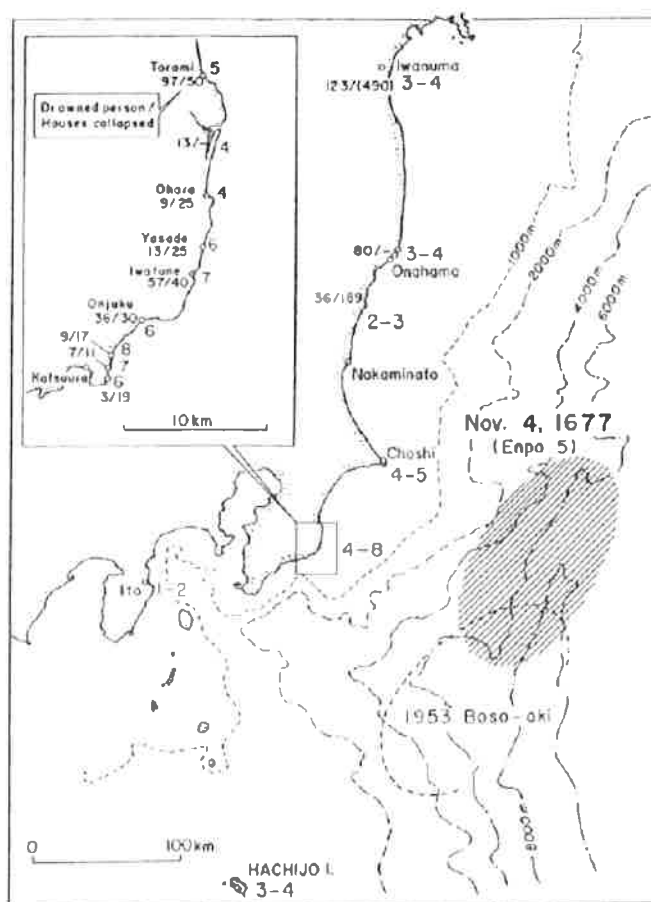 Torami 5
97/50
Drowned person/
Houses collapsed
13/- 4
Ohara 4
9/25
Yasade 6
13/25
Iwafune 7
57/40
Onjuku
36/30 6
9/17 8
7/11 7
Katsuura 6
3/19
10 km
Iwanuma
123/(490) 3-4
80/- 3-4
Onahama
36/189
2-3
Nakaminato
Choshi
4-5
4-8
Ito
2
1000m
2000m
4000m
6000m
Nov. 4, 1677
(Enpo 5)
1953 Boso-oki
8000m
0 100km
HACHIJO I.
3-4